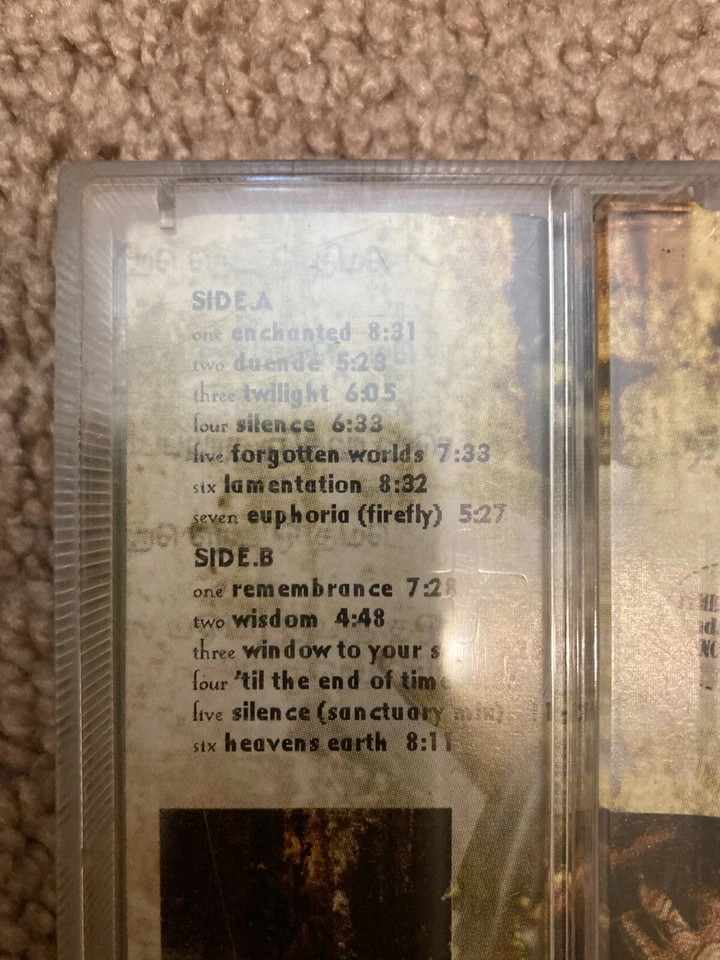 SIDE.A
one enchanted 8:31
two duende 5:23
three twilight 6:05
four silence 6:33
five forgotten worlds 7:33
six lamentation 8:32
seven euphoria (firefly) 5:27
SIDE.B
one remembrance 7:28
two wisdom 4:48
three window to your
four 'til the end of time
five silence (sanctuary mix)
six heavens earth 8:11